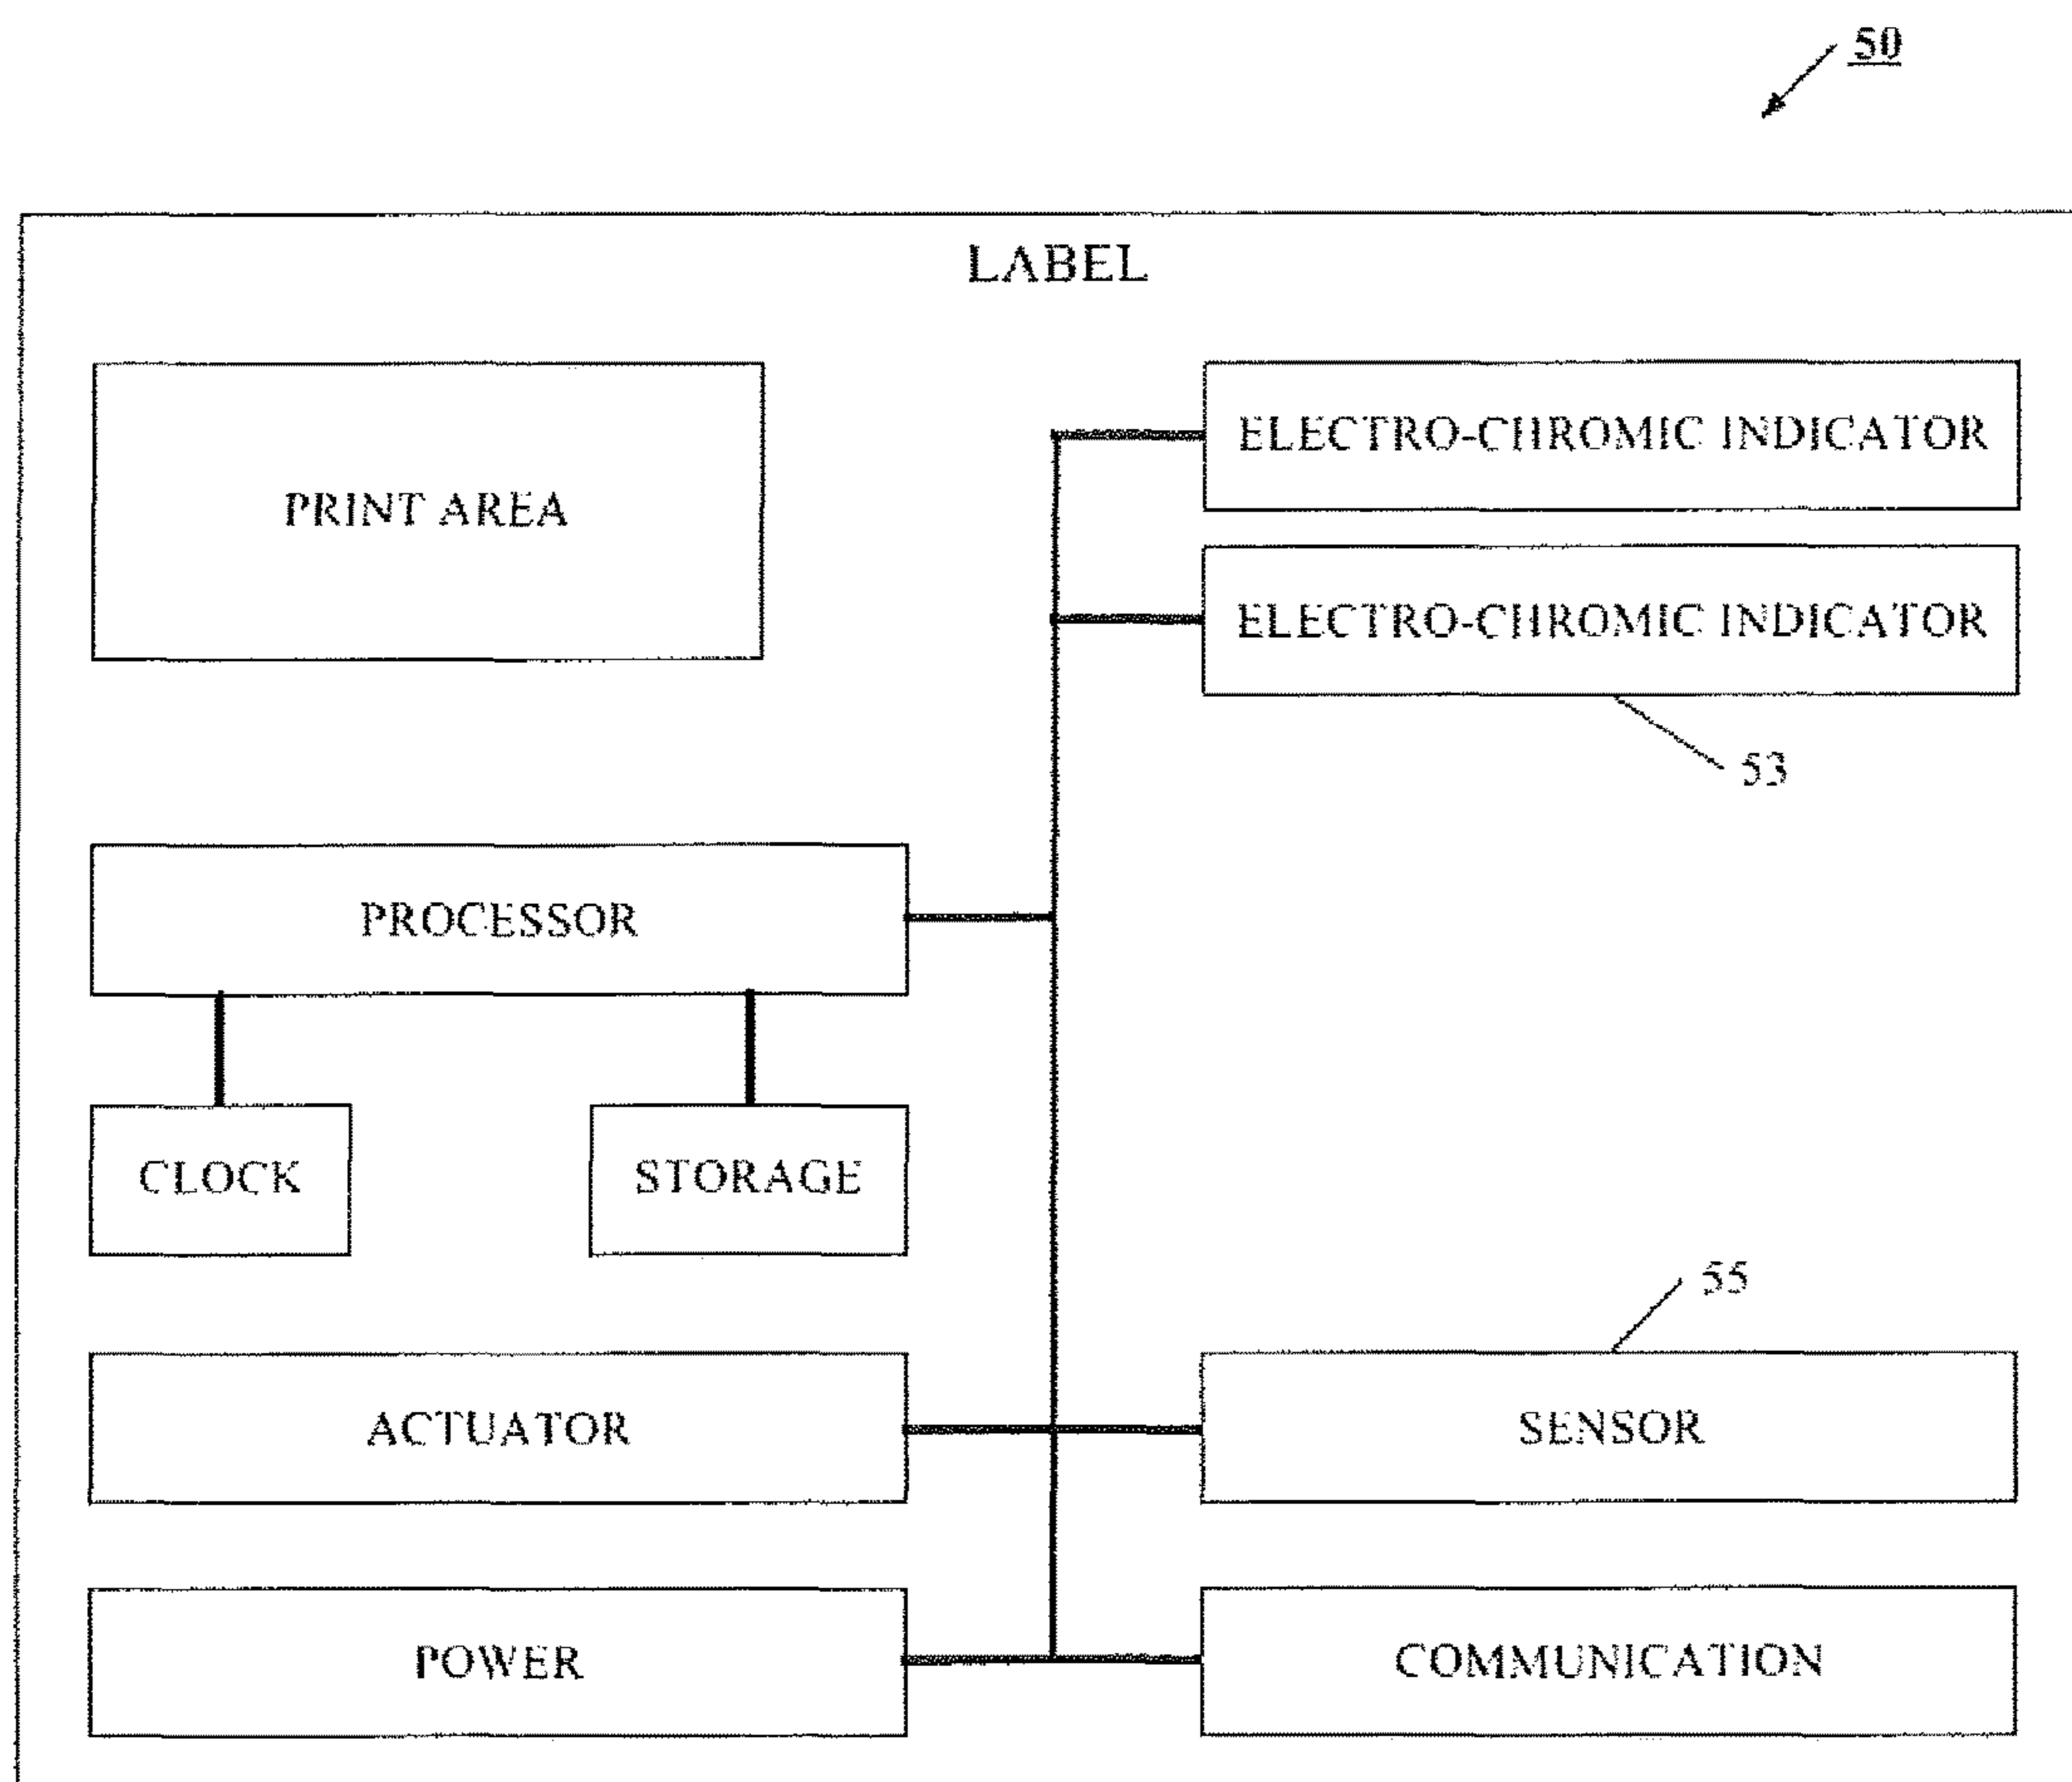 50
LABEL
PRINT AREA
ELECTRO-CHROMIC INDICATOR
ELECTRO-CHROMIC INDICATOR
53
PROCESSOR
CLOCK
STORAGE
55
ACTUATOR
SENSOR
POWER
COMMUNICATION